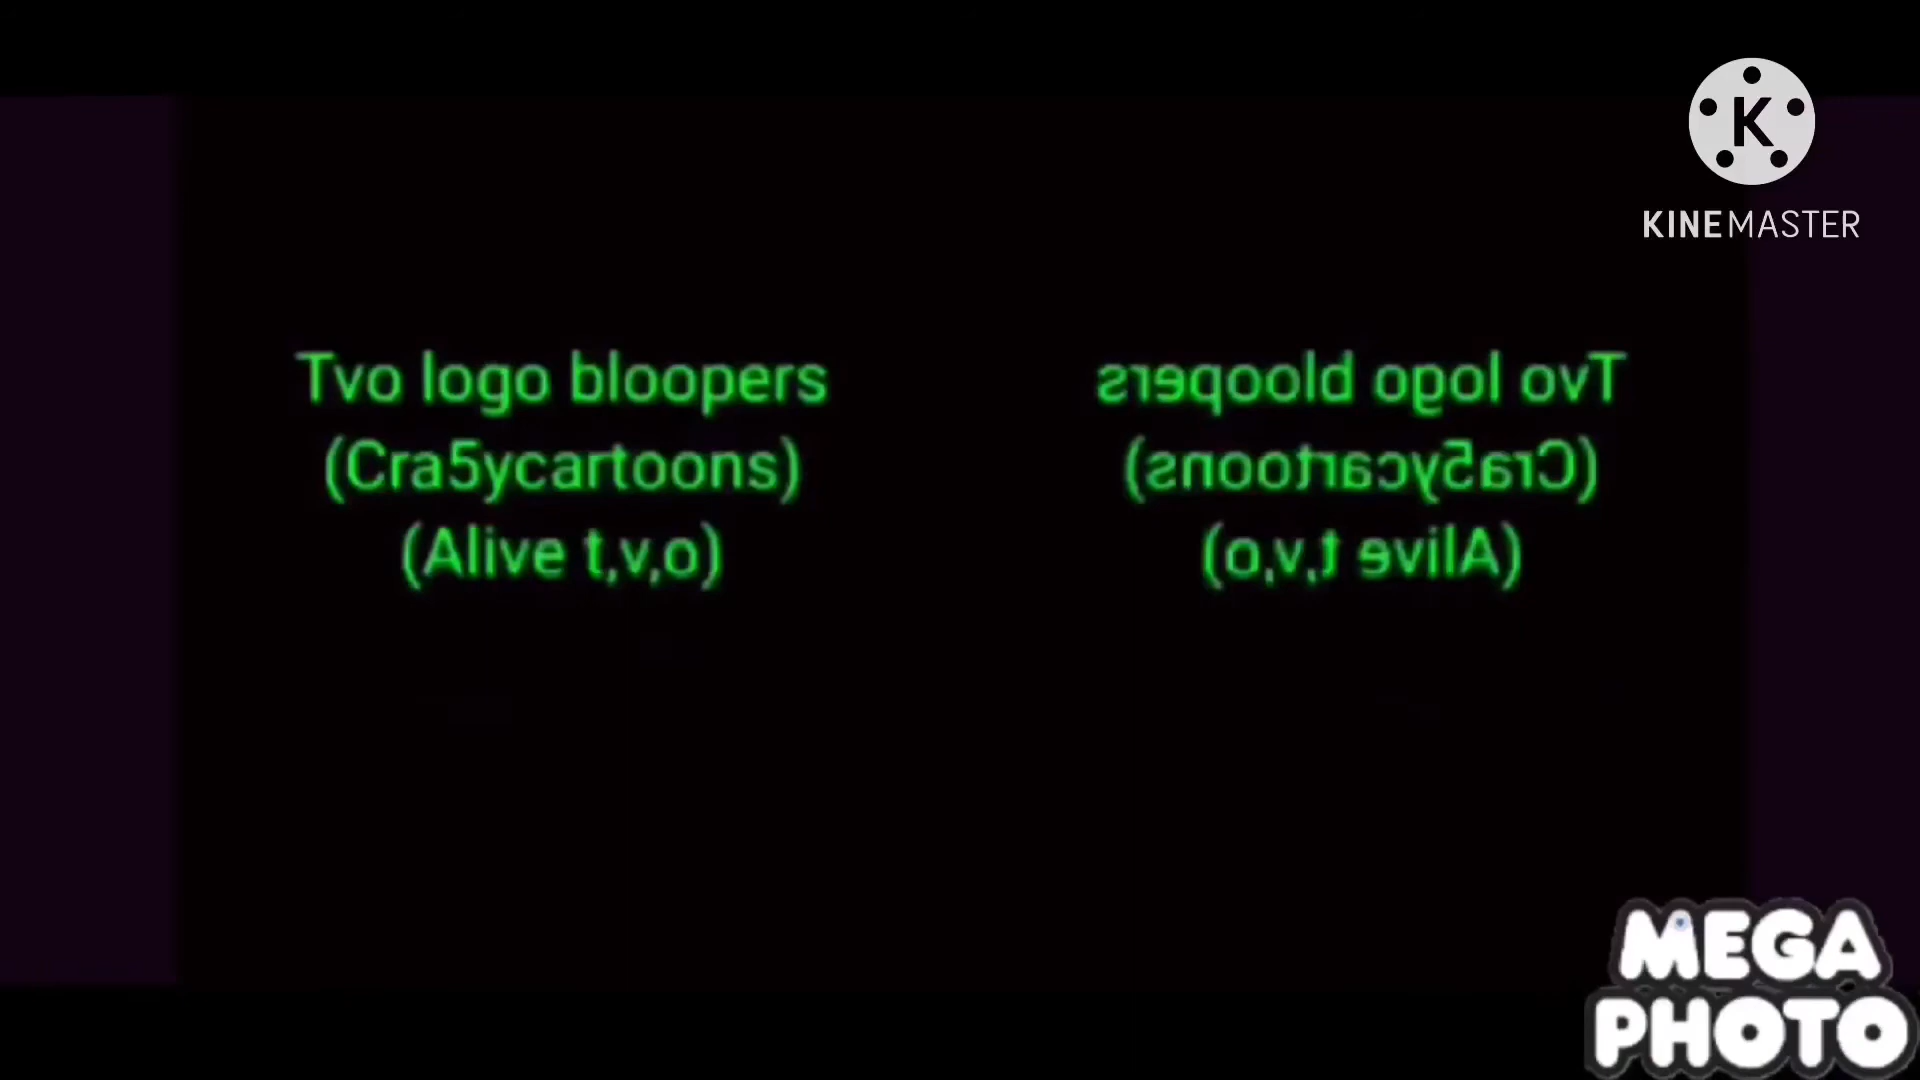 K
KINEMASTER
Tvo logo bloopers
(Cra5ycartoons)
(Alive t,v,o)
Tvo logo bloopers
(Cra5ycartoons)
(Alive t,v,o)
MEGA
PHOTO